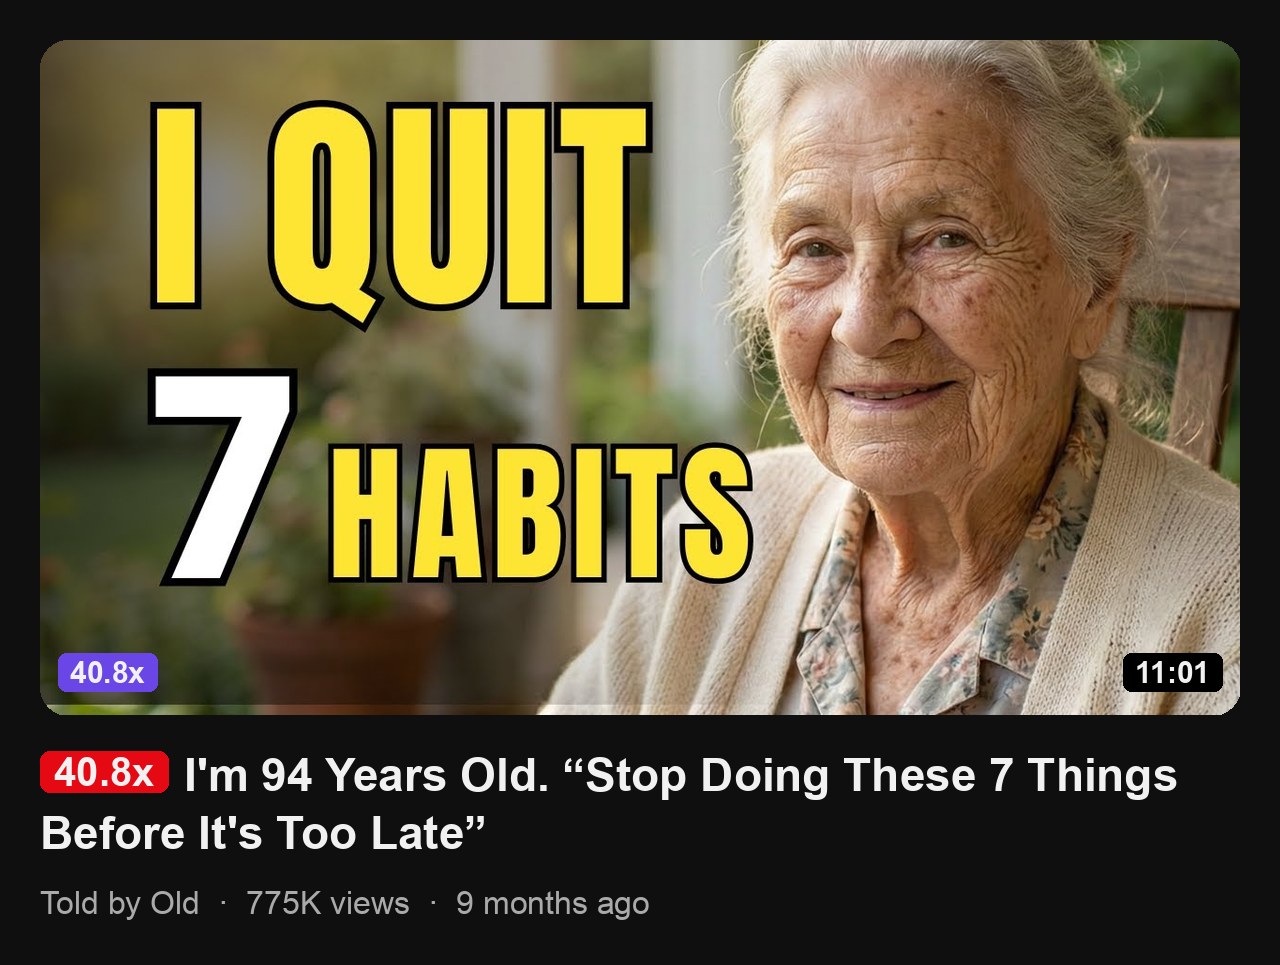 I QUIT
7 HABITS
40.8x
11:01
40.8x I'm 94 Years Old. “Stop Doing These 7 Things
Before It's Too Late”
Told by Old · 775K views · 9 months ago